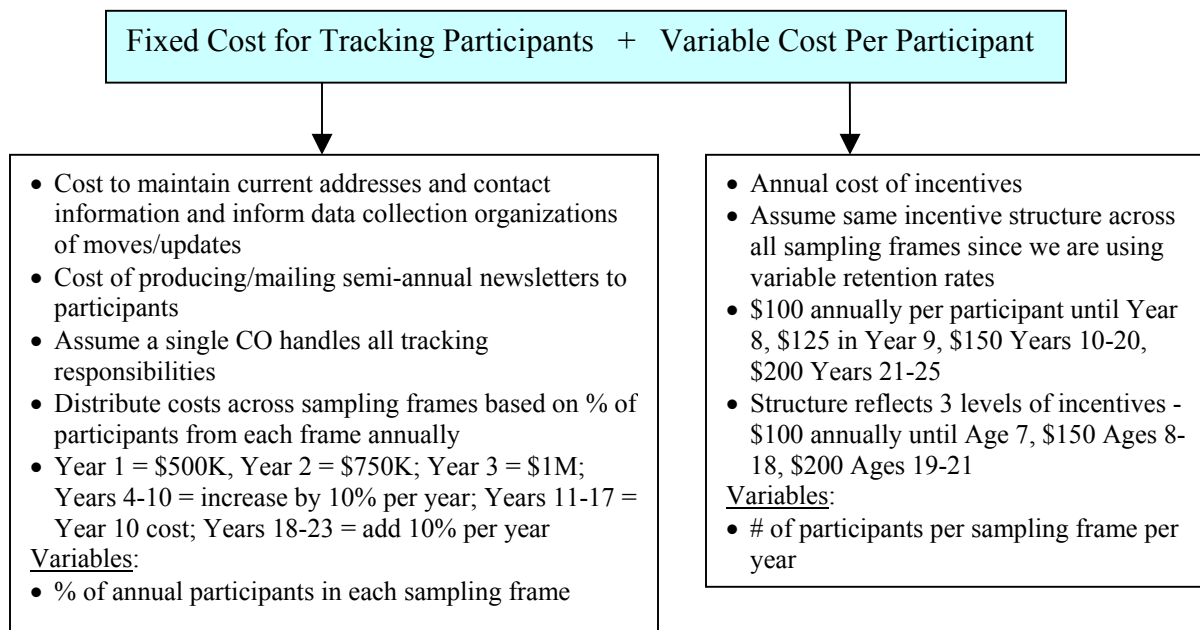 Fixed Cost for Tracking Participants + Variable Cost Per Participant
• Cost to maintain current addresses and contact
information and inform data collection organizations
of moves/updates
• Cost of producing/mailing semi-annual newsletters to
participants
• Assume a single CO handles all tracking
responsibilities
• Distribute costs across sampling frames based on % of
participants from each frame annually
• Year 1 = $500K, Year 2 = $750K; Year 3 = $1M;
Years 4-10 = increase by 10% per year; Years 11-17 =
Year 10 cost; Years 18-23 = add 10% per year
Variables:
• % of annual participants in each sampling frame
• Annual cost of incentives
• Assume same incentive structure across
all sampling frames since we are using
variable retention rates
• $100 annually per participant until Year
8, $125 in Year 9, $150 Years 10-20,
$200 Years 21-25
• Structure reflects 3 levels of incentives -
$100 annually until Age 7, $150 Ages 8-
18, $200 Ages 19-21
Variables:
• # of participants per sampling frame per
year